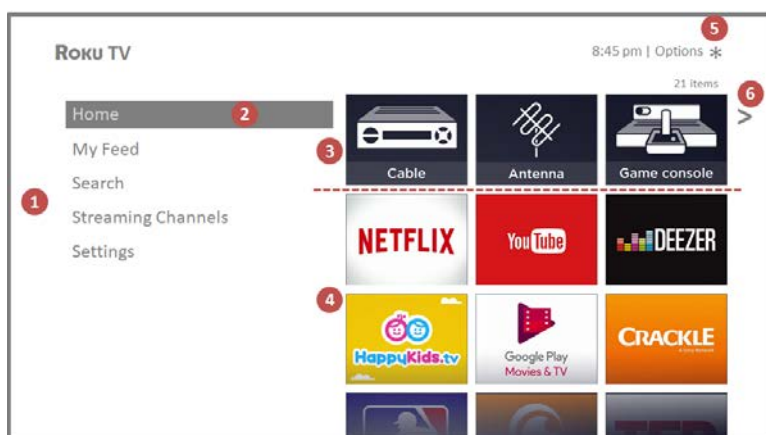 5
Roku TV
8:45 pm | Options *
21 items
6
Home 2
>
My Feed
3
Cable Antenna Game console
Search
1
Streaming Channels
Settings
NETFLIX YouTube DEEZER
4
HappyKids.tv Google Play
Movies & TV
CRACKLE